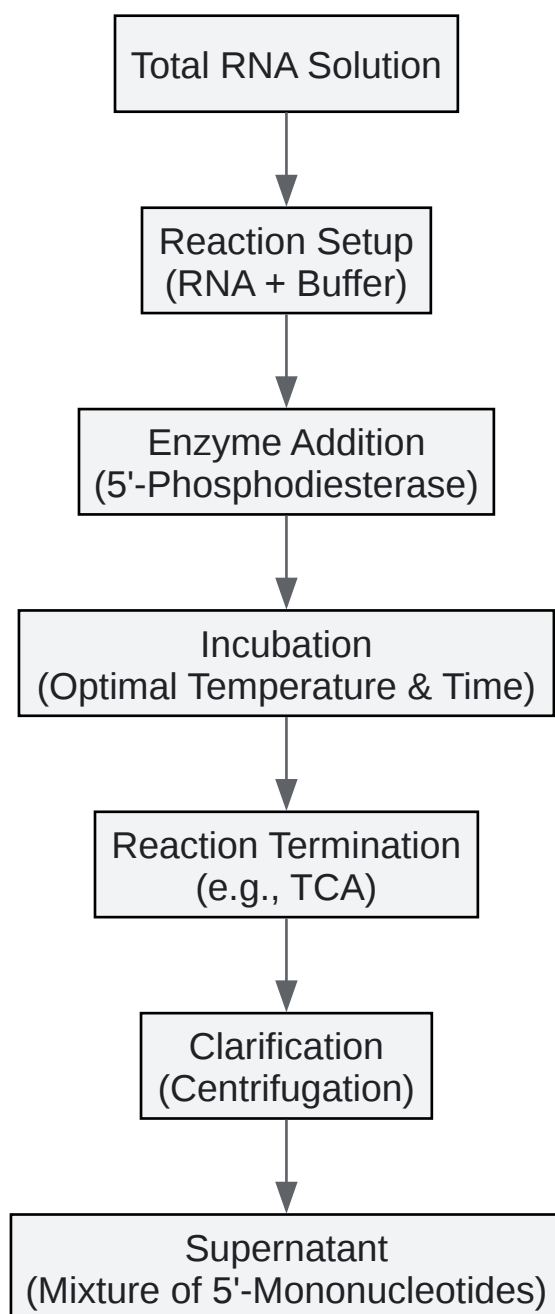 Total RNA Solution
Reaction Setup
(RNA + Buffer)
Enzyme Addition
(5'-Phosphodiesterase)
Incubation
(Optimal Temperature & Time)
Reaction Termination
(e.g., TCA)
Clarification
(Centrifugation)
Supernatant
(Mixture of 5'-Mononucleotides)